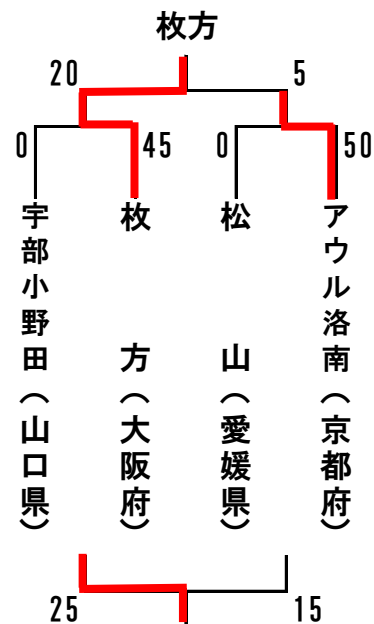 枚方
20 5
0 45 0 50
宇部小野田(山口県)
枚方(大阪府)
松山(愛媛県)
アウル洛南(京都府)
25 15